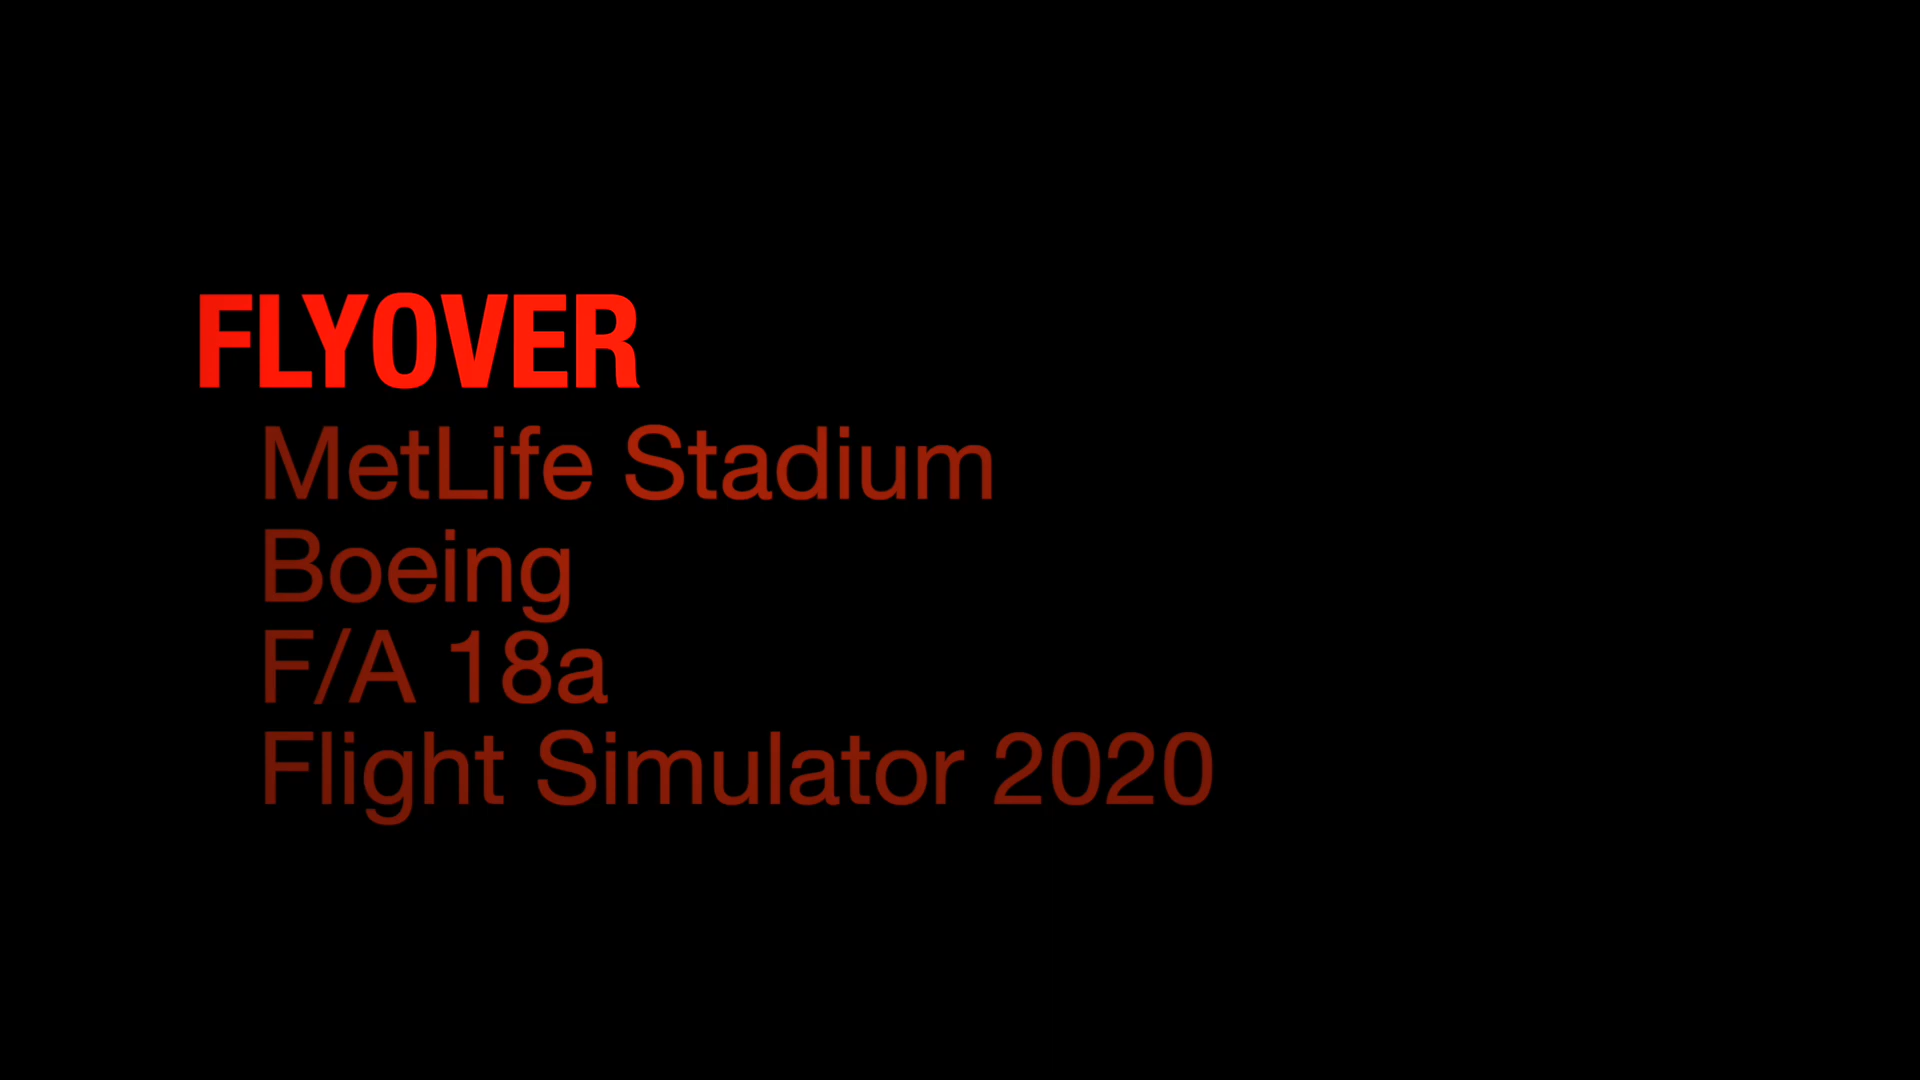 FLYOVER
MetLife Stadium
Boeing
F/A 18a
Flight Simulator 2020